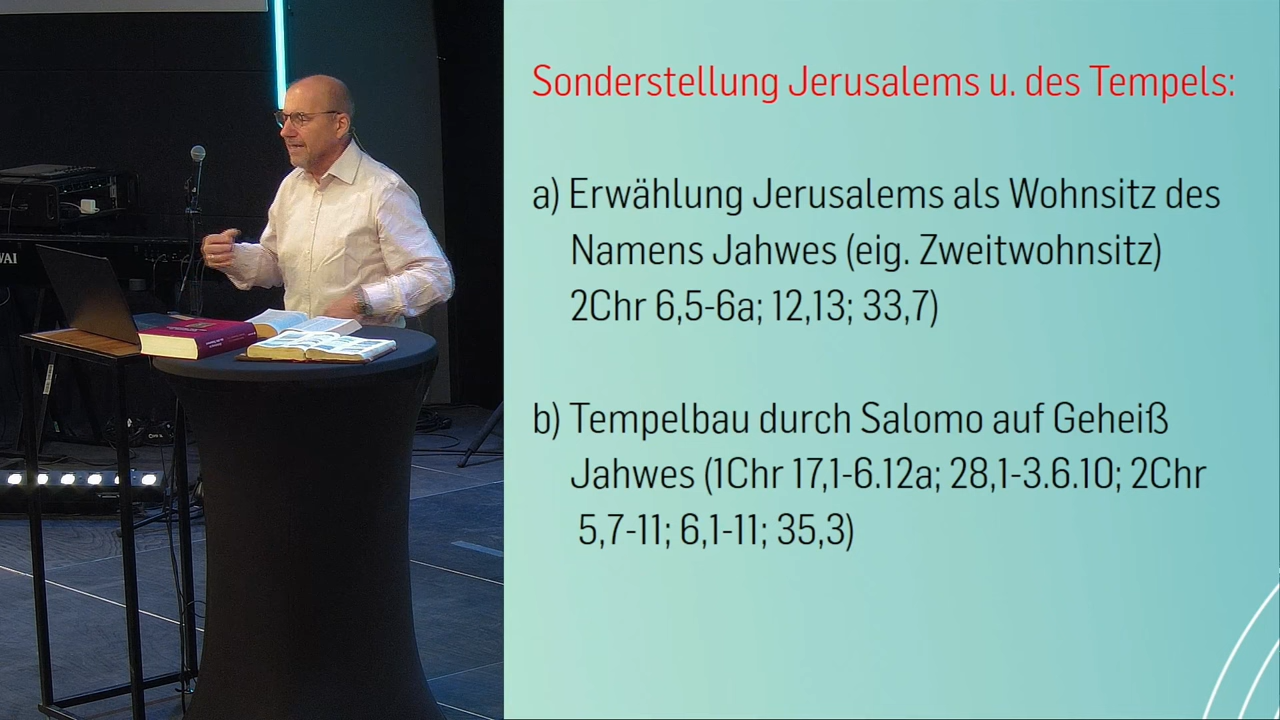 WAI
Sonderstellung Jerusalems u. des Tempels:
a) Erwählung Jerusalems als Wohnsitz des
Namens Jahwes (eig. Zweitwohnsitz)
2Chr 6,5-6a; 12,13; 33,7)
b) Tempelbau durch Salomo auf Geheiß
Jahwes (1Chr 17,1-6.12a; 28,1-3.6.10; 2Chr
5,7-11; 6,1-11; 35,3)